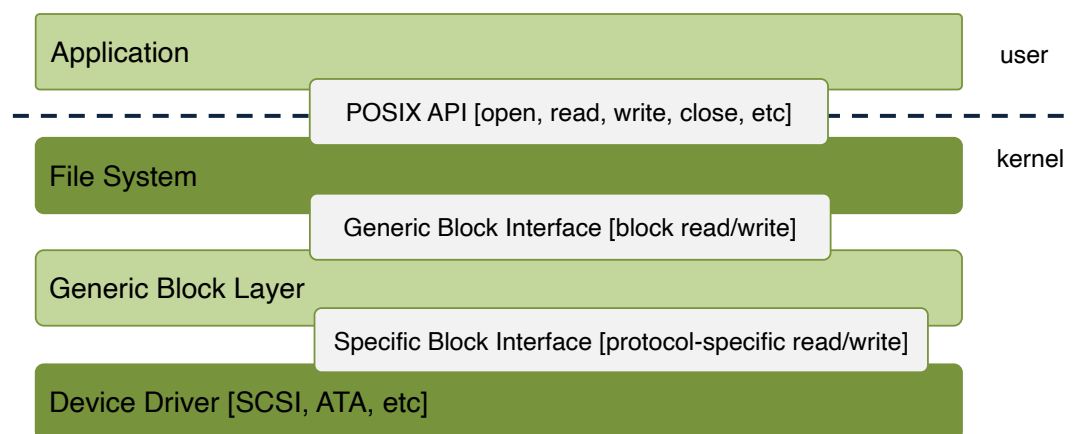 Application
user
POSIX API [open, read, write, close, etc]
kernel
File System
Generic Block Interface [block read/write]
Generic Block Layer
Specific Block Interface [protocol-specific read/write]
Device Driver [SCSI, ATA, etc]